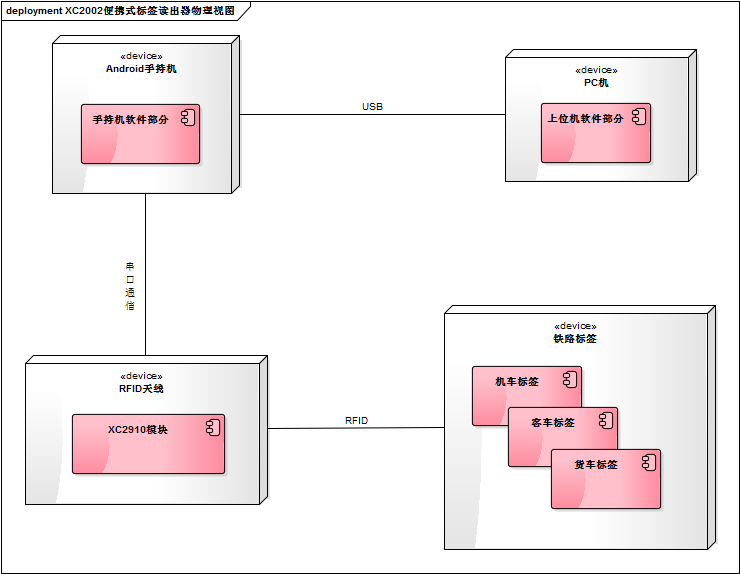 deployment XC2002便携式标签读出器物理视图
«device»
Android手持机
手持机软件部分
USB
«device»
PC机
上位机软件部分
串口通信
«device»
RFID天线
XC2910模块
RFID
«device»
铁路标签
机车标签
客车标签
货车标签